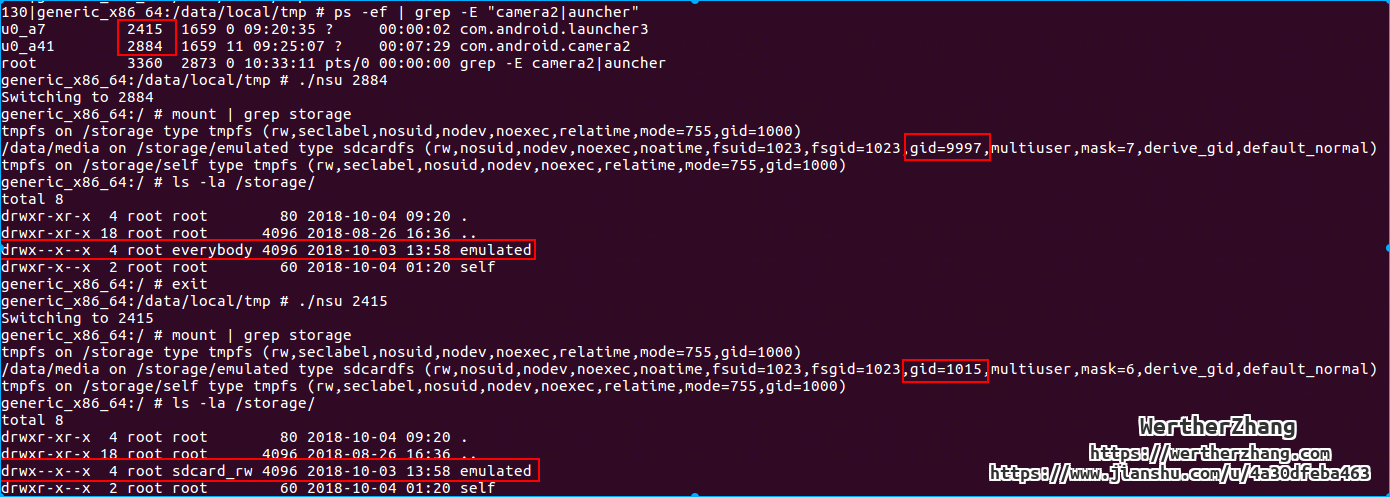 130|generic_x86_64:/data/local/tmp # ps -ef | grep -E "camera2|auncher"
u0_a7 2415 1659 0 09:20:35 ? 00:00:02 com.android.launcher3
u0_a41 2884 1659 11 09:25:07 ? 00:07:29 com.android.camera2
root 3360 2873 0 10:33:11 pts/0 00:00:00 grep -E camera2|auncher
generic_x86_64:/data/local/tmp # ./nsu 2884
Switching to 2884
generic_x86_64:/ # mount | grep storage
tmpfs on /storage type tmpfs (rw,seclabel,nosuid,nodev,noexec,relatime,mode=755,gid=1000)
/data/media on /storage/emulated type sdcardfs (rw,nosuid,nodev,noexec,noatime,fsuid=1023,fsgid=1023,gid=9997,multiuser,mask=7,derive_gid,default_normal)
tmpfs on /storage/self type tmpfs (rw,seclabel,nosuid,nodev,noexec,relatime,mode=755,gid=1000)
generic_x86_64:/ # ls -la /storage/
total 8
drwxr-xr-x 4 root root 80 2018-10-04 09:20 .
drwxr-xr-x 18 root root 4096 2018-08-26 16:36 ..
drwx--x--x 4 root everybody 4096 2018-10-03 13:58 emulated
drwxr-xr-x 2 root root 60 2018-10-04 01:20 self
generic_x86_64:/ # exit
generic_x86_64:/data/local/tmp # ./nsu 2415
Switching to 2415
generic_x86_64:/ # mount | grep storage
tmpfs on /storage type tmpfs (rw,seclabel,nosuid,nodev,noexec,relatime,mode=755,gid=1000)
/data/media on /storage/emulated type sdcardfs (rw,nosuid,nodev,noexec,noatime,fsuid=1023,fsgid=1023,gid=1015,multiuser,mask=6,derive_gid,default_normal)
tmpfs on /storage/self type tmpfs (rw,seclabel,nosuid,nodev,noexec,relatime,mode=755,gid=1000)
generic_x86_64:/ # ls -la /storage/
total 8
drwxr-xr-x 4 root root 80 2018-10-04 09:20 .
drwxr-xr-x 18 root root 4096 2018-08-26 16:36 ..
drwx--x--x 4 root sdcard_rw 4096 2018-10-03 13:58 emulated
drwxr-xr-x 2 root root 60 2018-10-04 01:20 self
WertherZhang
https://wertherzhang.com
https://www.jianshu.com/u/4a30dfeba463